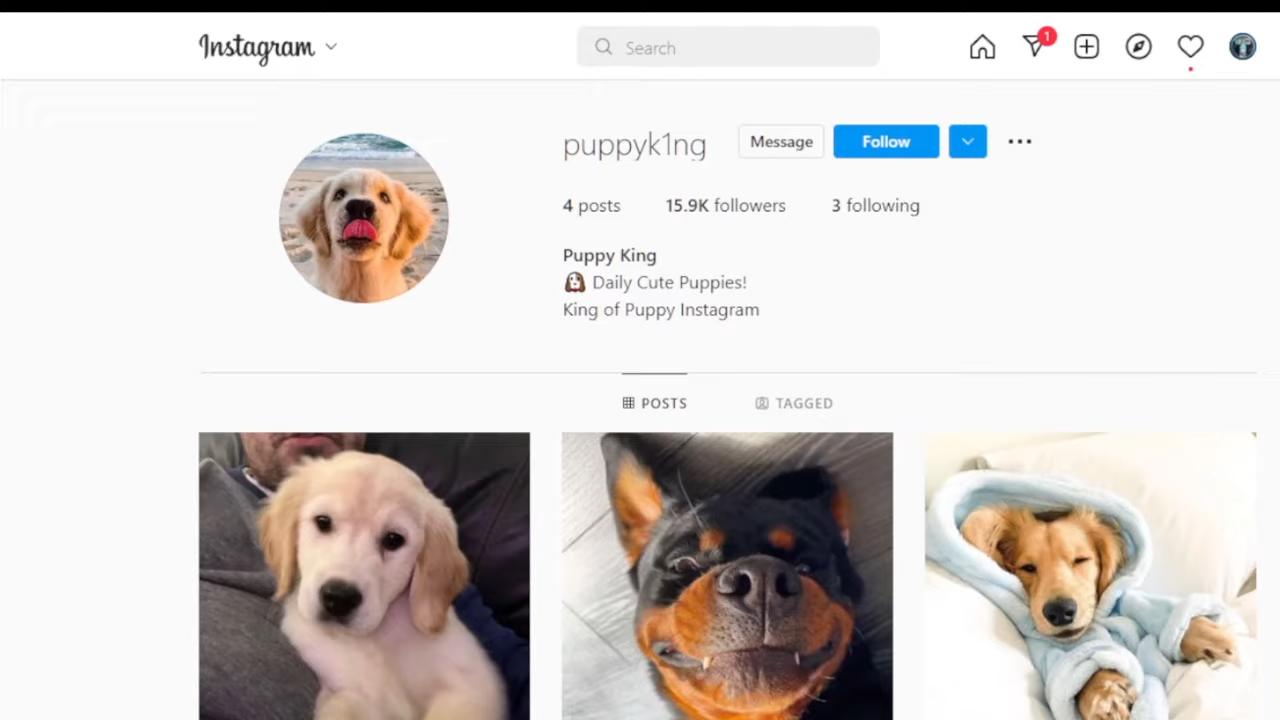 Instagram
Search
1
puppyk1ng
Message
Follow
4 posts
15.9K followers
3 following
Puppy King
Daily Cute Puppies!
King of Puppy Instagram
POSTS
TAGGED